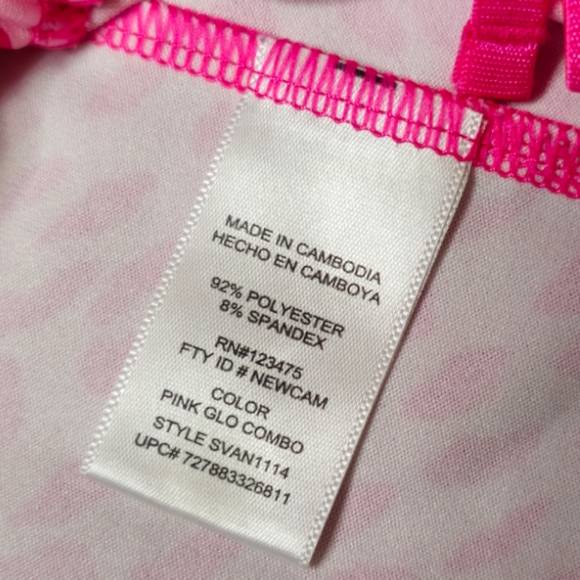 MADE IN CAMBODIA
HECHO EN CAMBOYA
92% POLYESTER
8% SPANDEX
RN#123475
FTY ID # NEWCAM
COLOR
PINK GLO COMBO
STYLE SVAN1114
UPC# 727883326811